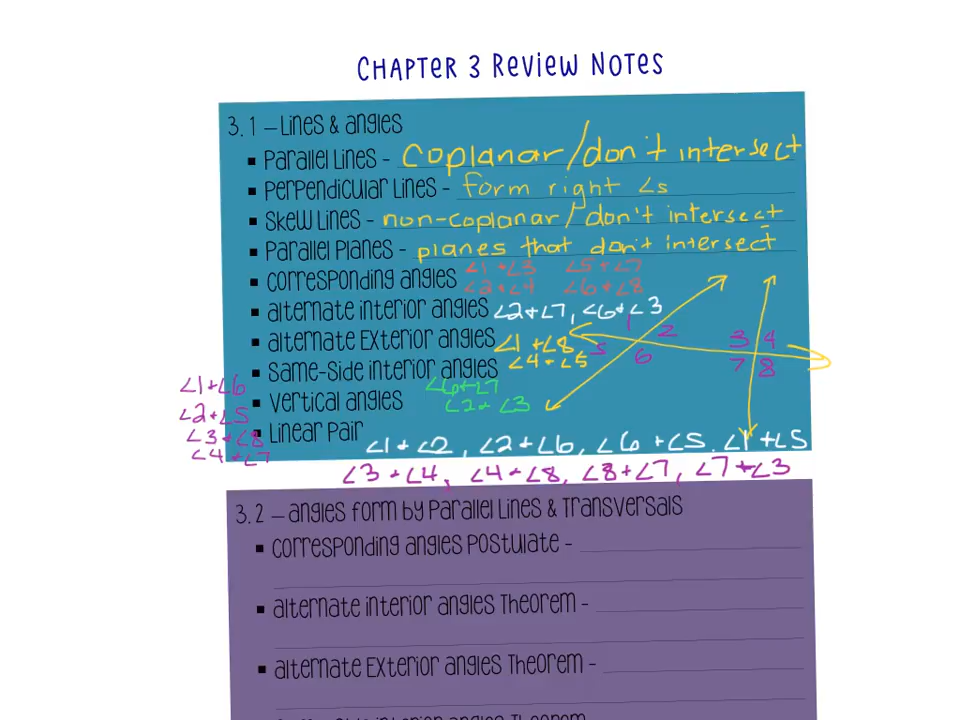 CHAPTER 3 REVIEW NOTES
3.1 – Lines & angles
▪ Parallel Lines - Coplanar/don't intersect
▪ Perpendicular Lines - form right ∠s
▪ Skew Lines - non-coplanar/don't intersect
▪ Parallel Planes - planes that don't intersect
▪ corresponding angles ∠1+∠3 ∠5+∠7
∠2+∠4 ∠6+∠8
▪ alternate interior angles ∠2+∠7, ∠6+∠3
▪ alternate Exterior angles ∠1+∠8
∠4+∠5
▪ Same-Side interior angles ∠6+∠7
∠2+∠3
▪ Vertical angles
∠1+∠6
∠2+∠5
∠3+∠8
∠4+∠7
▪ Linear Pair ∠1+∠2, ∠2+∠6, ∠6+∠5, ∠1+∠5
∠3+∠4, ∠4+∠8, ∠8+∠7, ∠7+∠3
1 2 3 4
5 6 7 8
3.2 – angles form by Parallel Lines & Transversals
▪ corresponding angles Postulate -
▪ alternate interior angles Theorem -
▪ alternate Exterior angles Theorem -